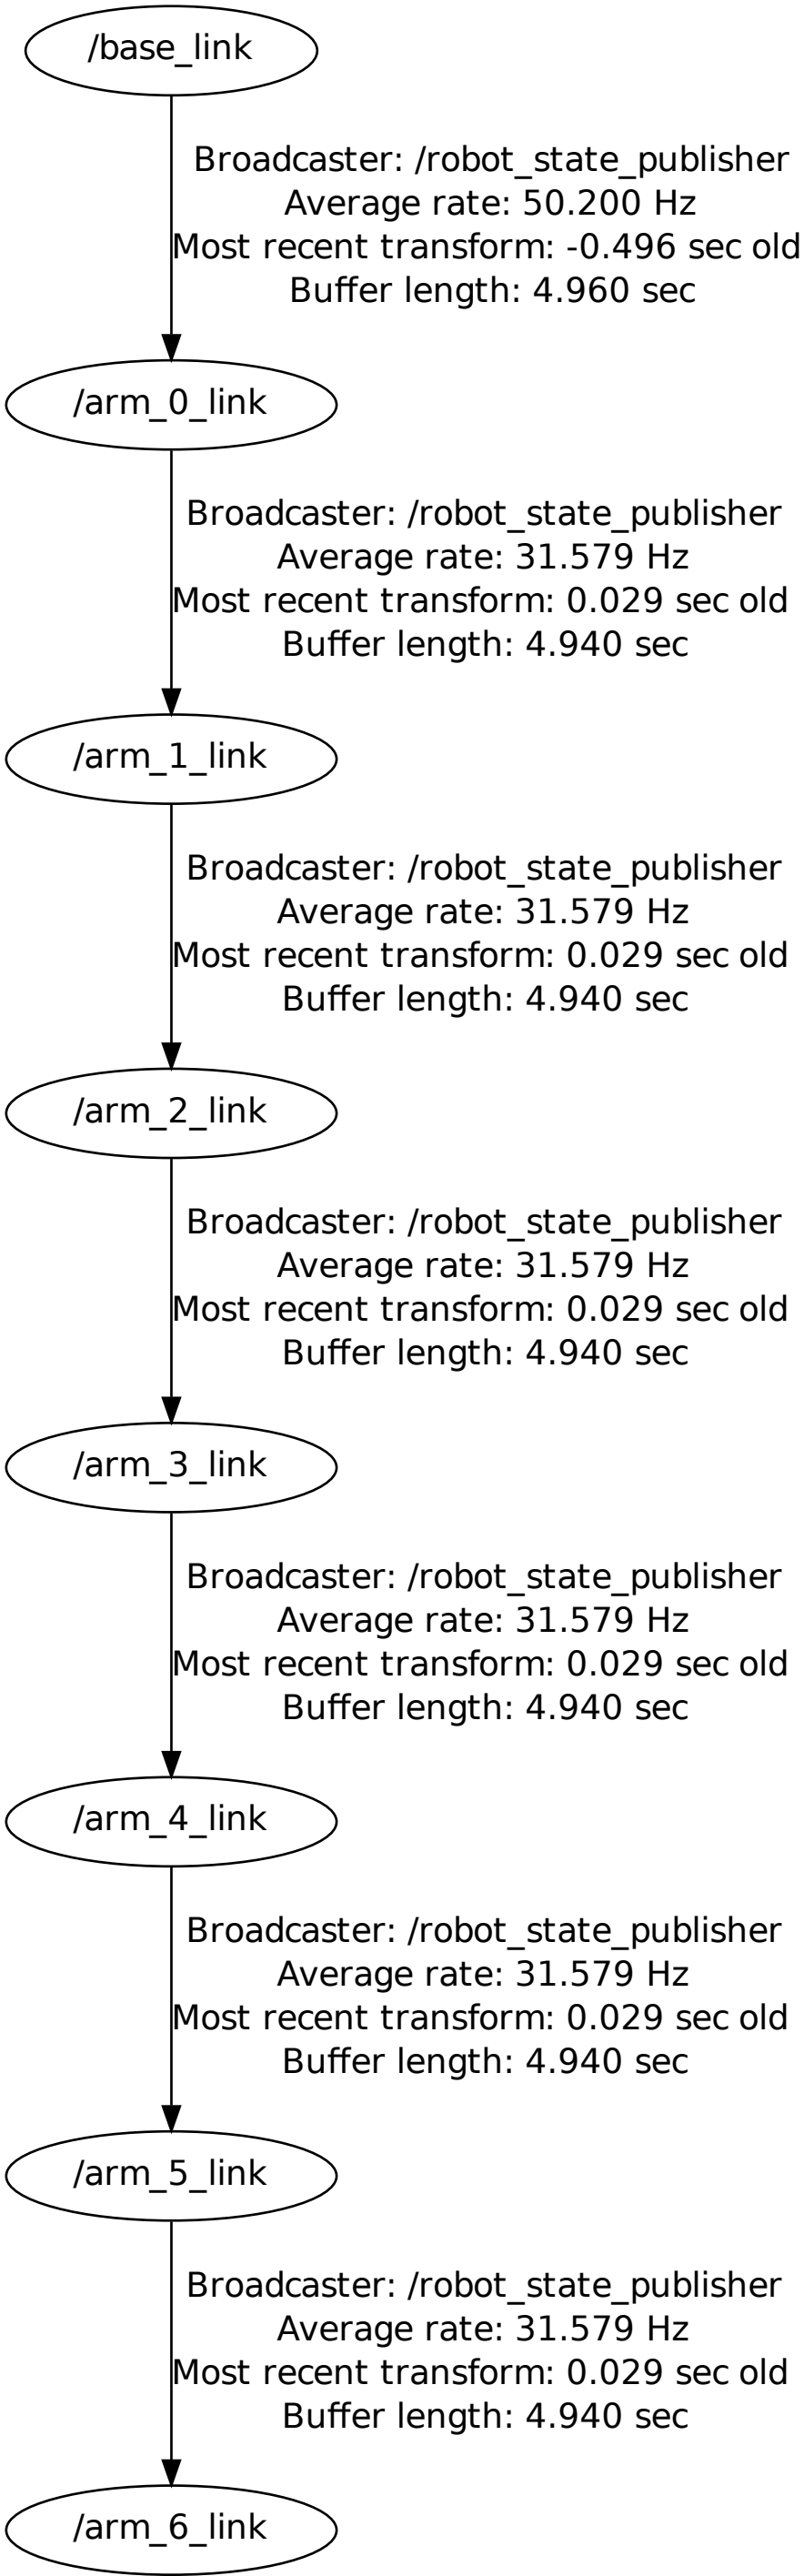 /base_link
Broadcaster: /robot_state_publisher
Average rate: 50.200 Hz
Most recent transform: -0.496 sec old
Buffer length: 4.960 sec
/arm_0_link
Broadcaster: /robot_state_publisher
Average rate: 31.579 Hz
Most recent transform: 0.029 sec old
Buffer length: 4.940 sec
/arm_1_link
Broadcaster: /robot_state_publisher
Average rate: 31.579 Hz
Most recent transform: 0.029 sec old
Buffer length: 4.940 sec
/arm_2_link
Broadcaster: /robot_state_publisher
Average rate: 31.579 Hz
Most recent transform: 0.029 sec old
Buffer length: 4.940 sec
/arm_3_link
Broadcaster: /robot_state_publisher
Average rate: 31.579 Hz
Most recent transform: 0.029 sec old
Buffer length: 4.940 sec
/arm_4_link
Broadcaster: /robot_state_publisher
Average rate: 31.579 Hz
Most recent transform: 0.029 sec old
Buffer length: 4.940 sec
/arm_5_link
Broadcaster: /robot_state_publisher
Average rate: 31.579 Hz
Most recent transform: 0.029 sec old
Buffer length: 4.940 sec
/arm_6_link